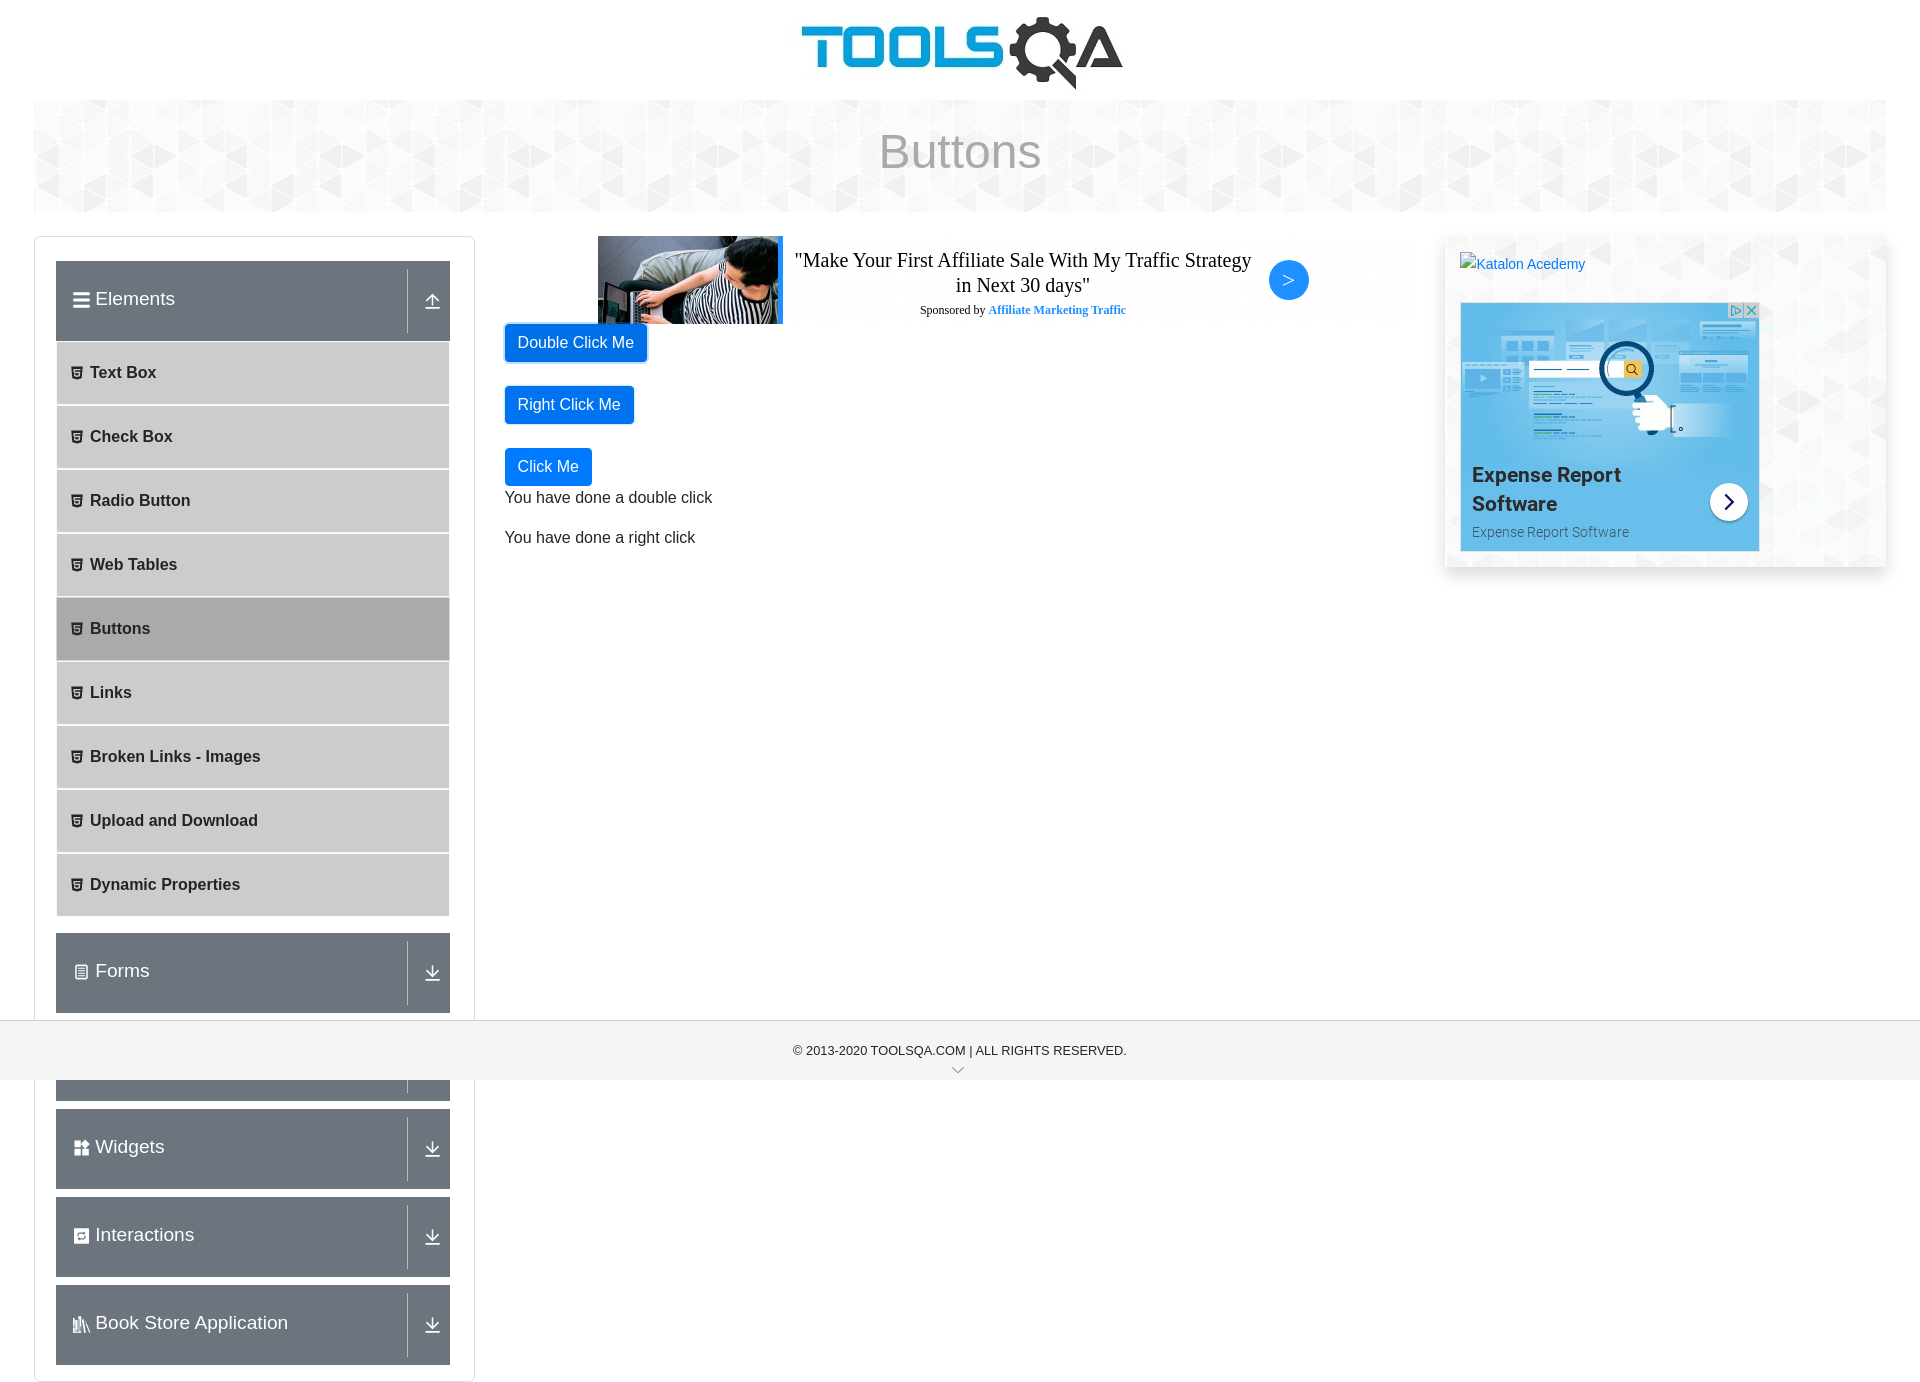 TOOLSQA
Buttons
Elements
Text Box
Check Box
Radio Button
Web Tables
Buttons
Links
Broken Links - Images
Upload and Download
Dynamic Properties
Forms
Widgets
Interactions
Book Store Application
"Make Your First Affiliate Sale With My Traffic Strategy
in Next 30 days"
Sponsored by Affiliate Marketing Traffic
>
Double Click Me
Right Click Me
Click Me
You have done a double click
You have done a right click
Katalon Acedemy
Expense Report
Software
Expense Report Software
© 2013-2020 TOOLSQA.COM | ALL RIGHTS RESERVED.